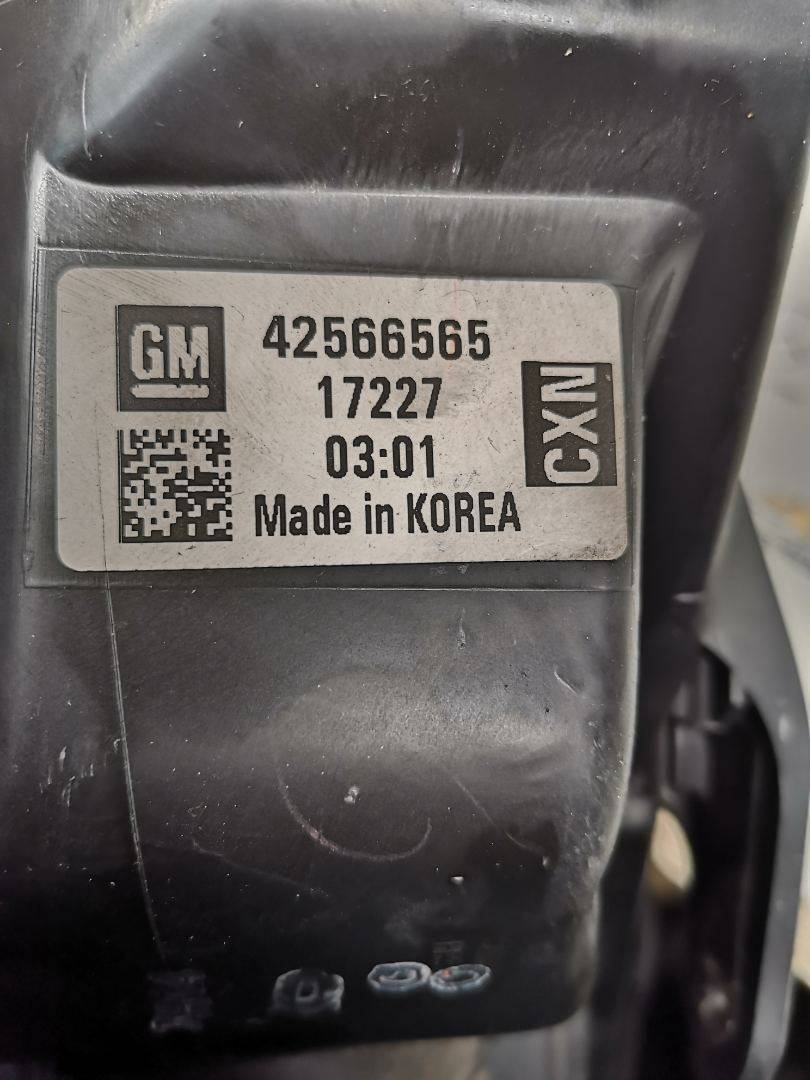 GM
42566565
17227
03:01
Made in KOREA
CXN